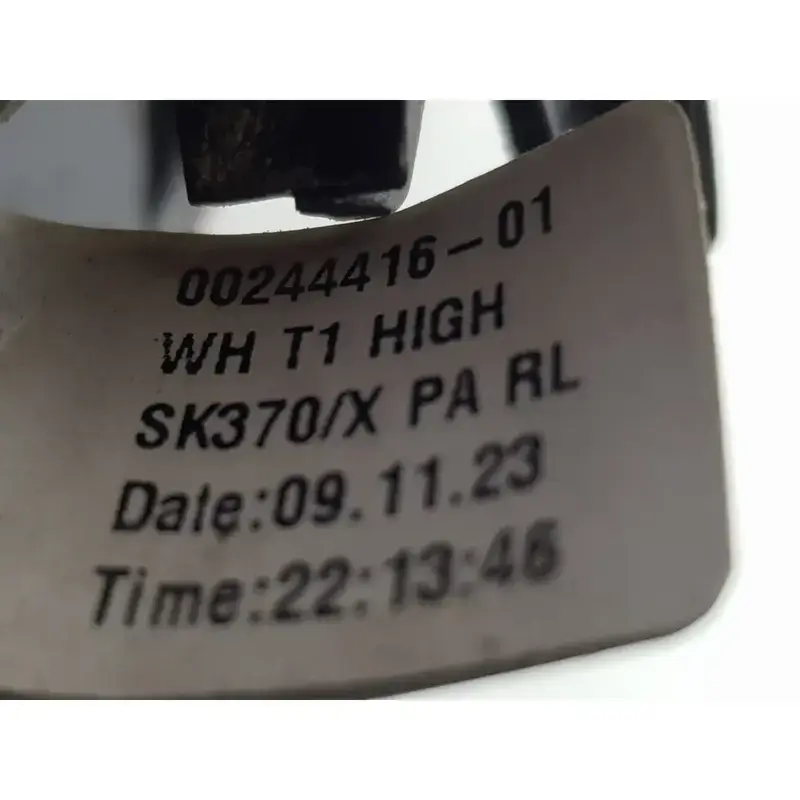 00244416-01
WH T1 HIGH
SK370/X PA RL
Date:09.11.23
Time:22:13:46